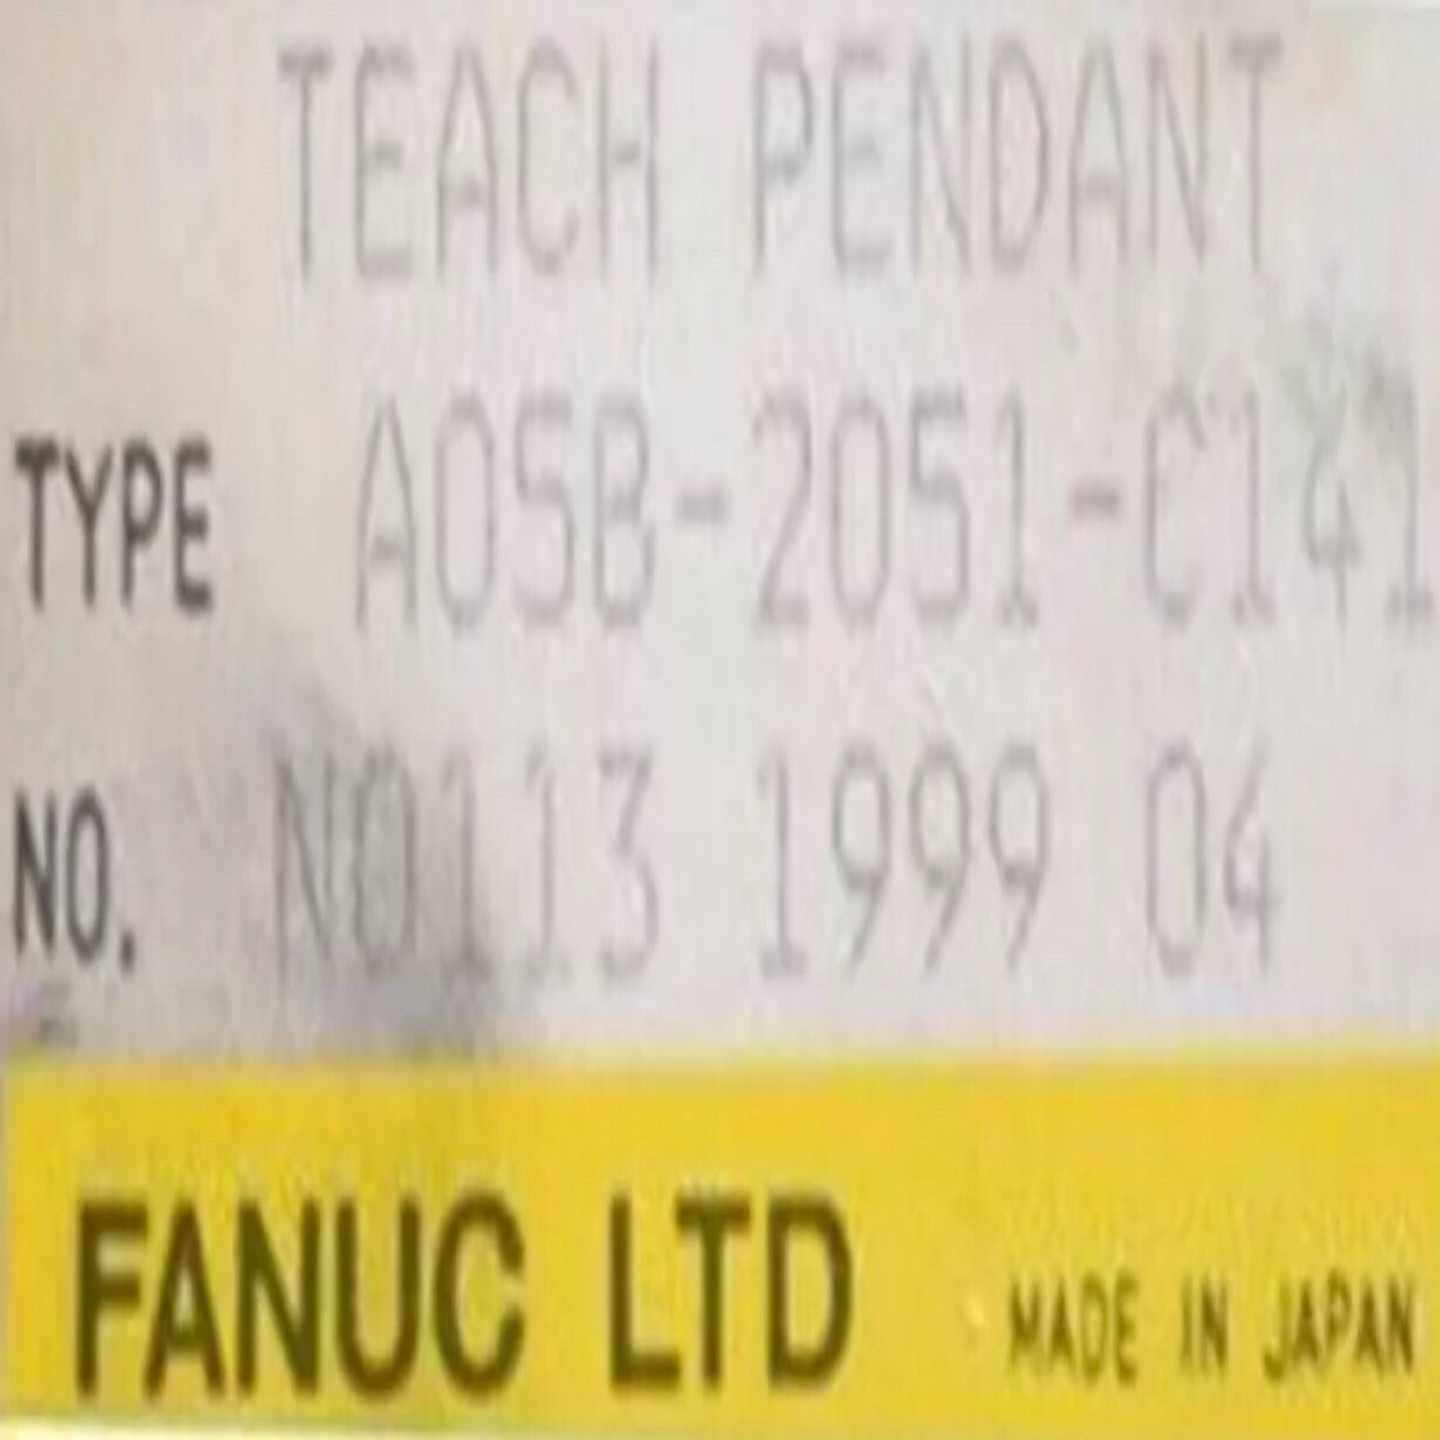 TEACH PENDANT
TYPE A05B-2051-C141
NO. N0113 1999 04
FANUC LTD MADE IN JAPAN